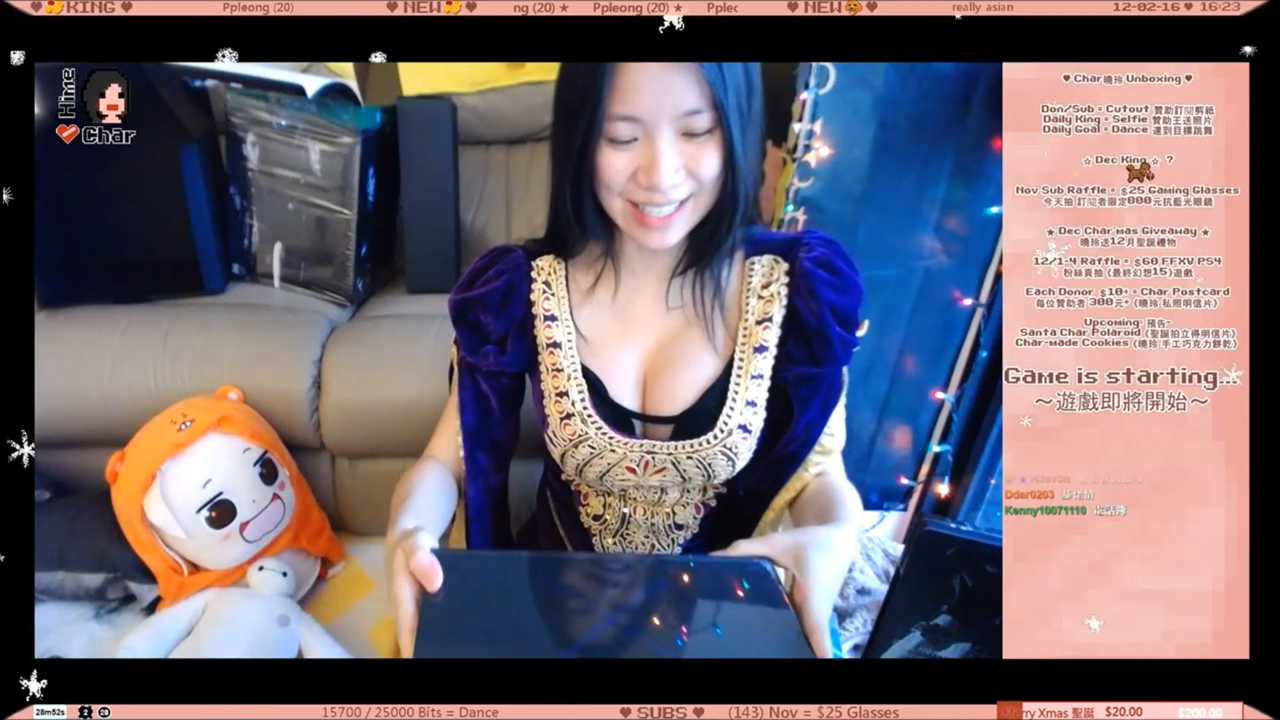 ♥ KING ♥
Ppleong (20)
♥ NEW ♥
ng (20) ★ Ppleong (20) ★ Pplec
♥ NEW ♥
really asian
12-02-16 ♥ 16:23
Hime
Char
♥ Char曉玲 Unboxing ♥
Don/Sub = Cutout 贊助訂閱剪紙
Daily King = Selfie 贊助王送照片
Daily Goal = Dance 達到目標跳舞
☆ Dec King ☆ ?
Nov Sub Raffle = $25 Gaming Glasses
今天抽 訂閱者限定800元抗藍光眼鏡
★ Dec Char'mas Giveaway ★
曉玲送12月聖誕禮物
12/1-4 Raffle = $60 FFXV PS4
粉絲頁抽 (最終幻想15)遊戲
Each Donor $10+ = Char Postcard
每位贊助者 300元+ (曉玲 私照明信片)
Upcoming: 預告~
Santa Char Polaroid (聖誕拍立得明信片)
Char-made Cookies (曉玲 手工巧克力餅乾)
Game is starting...
～遊戲即將開始～
Ddar0203
Kenny10071110
28m52s
2
28
15700 / 25000 Bits = Dance
♥ SUBS ♥
(143) Nov = $25 Glasses
Merry Xmas 聖誕 $20.00
$200.00